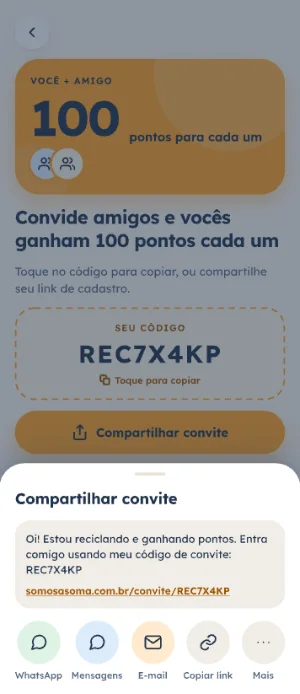 VOCÊ + AMIGO
100 pontos para cada um
Convide amigos e vocês
ganham 100 pontos cada um
Toque no código para copiar, ou compartilhe
seu link de cadastro.
SEU CÓDIGO
REC7X4KP
Toque para copiar
Compartilhar convite
Compartilhar convite
Oi! Estou reciclando e ganhando pontos. Entra
comigo usando meu código de convite:
REC7X4KP
somosasoma.com.br/convite/REC7X4KP
WhatsApp Mensagens E-mail Copiar link Mais